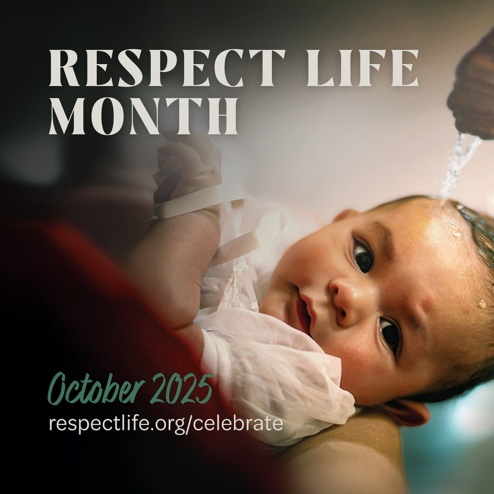 RESPECT LIFE
MONTH
October 2025
respectlife.org/celebrate